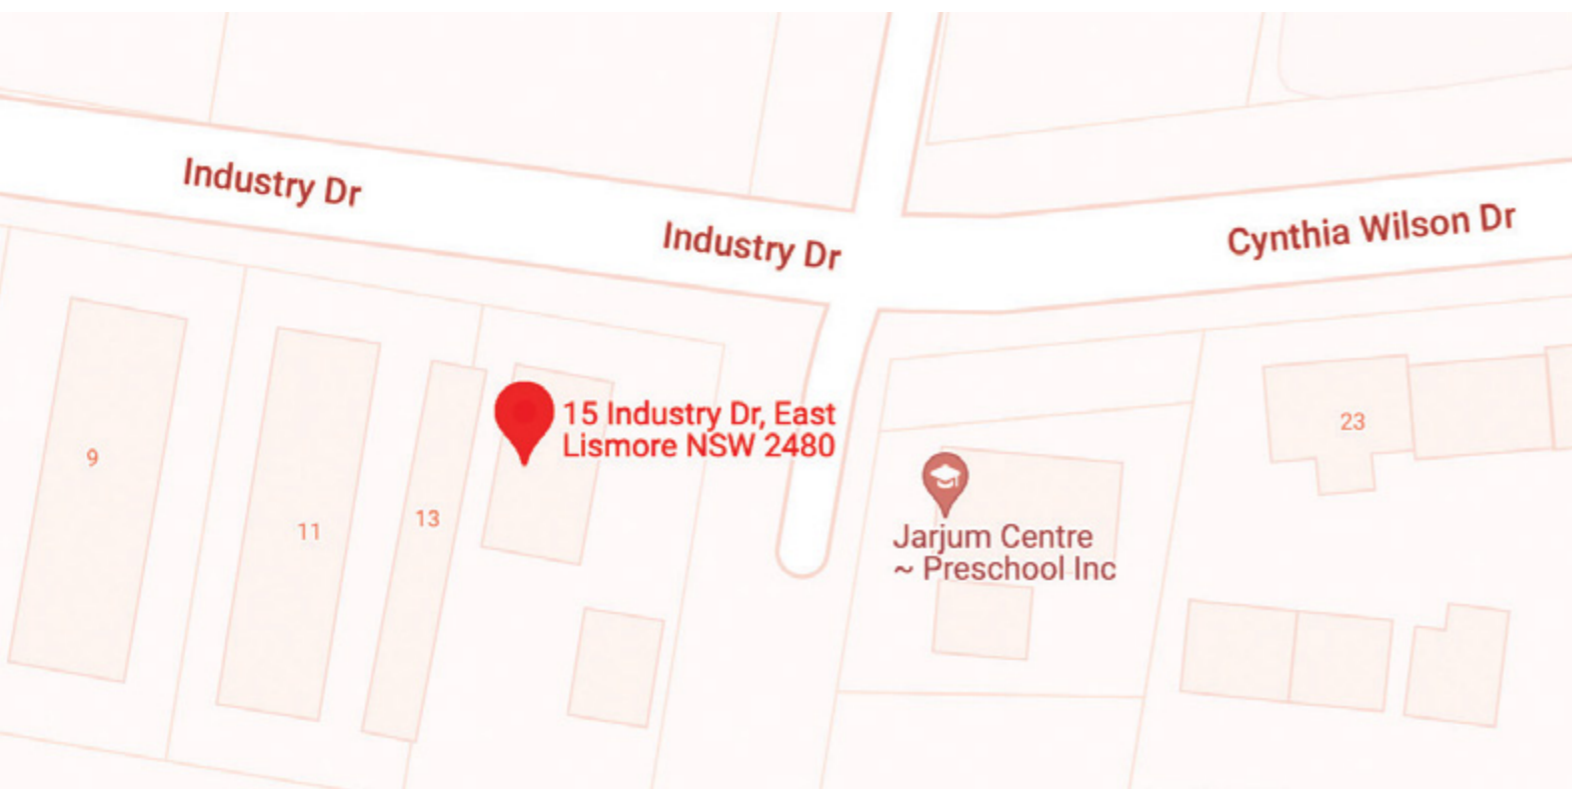 Industry Dr
Industry Dr
Cynthia Wilson Dr
15 Industry Dr, East
Lismore NSW 2480
9
11
13
23
Jarjum Centre
~ Preschool Inc